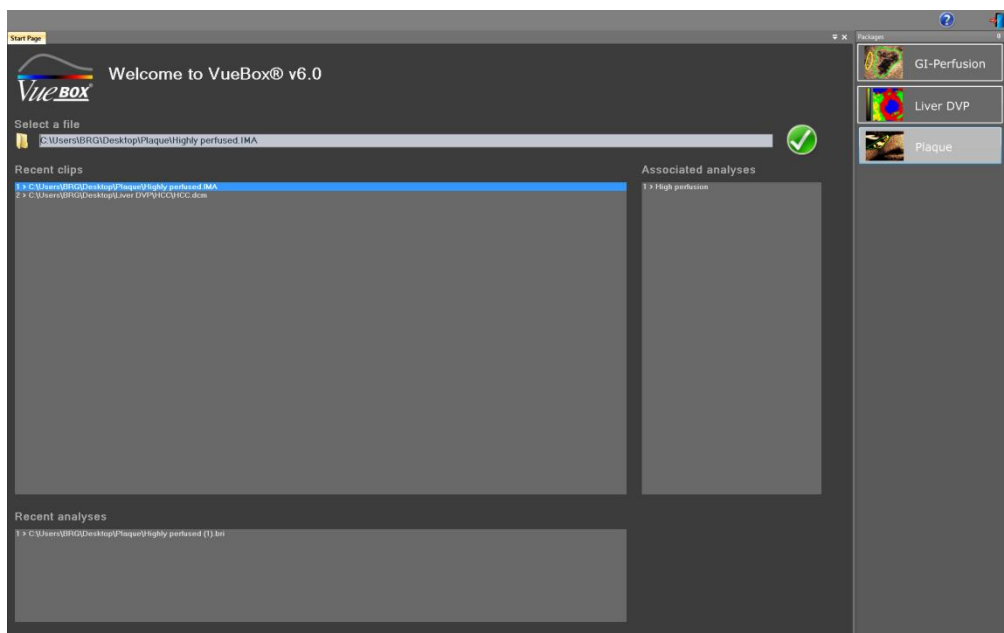 Start Page
Packages
VueBOX
Welcome to VueBox® v6.0
GI-Perfusion
Liver DVP
Plaque
Select a file
C:\Users\BRG\Desktop\Plaque\Highly perfused.IMA
Recent clips
1 > C:\Users\BRG\Desktop\Plaque\Highly perfused.IMA
2 > C:\Users\BRG\Desktop\Liver DVP\HCC\HCC.dcm
Associated analyses
1 > High perfusion
Recent analyses
1 > C:\Users\BRG\Desktop\Plaque\Highly perfused (1).bri